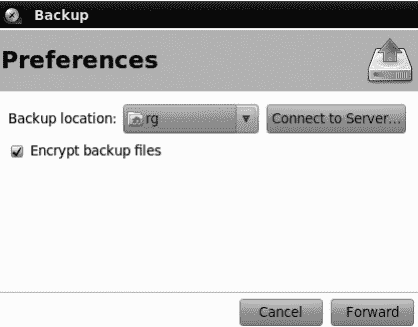 Backup
Preferences
Backup location: rg Connect to Server...
Encrypt backup files
Cancel Forward